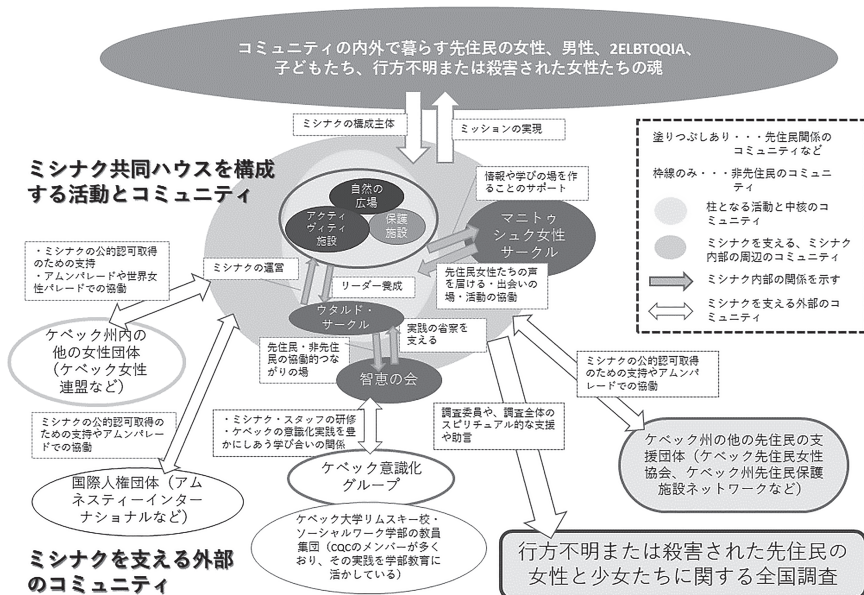 コミュニティの内外で暮らす先住民の女性、男性、2ELBTQQIA、
子どもたち、行方不明または殺害された女性たちの魂
ミシナクの構成主体
ミッションの実現
ミシナク共同ハウスを構成
する活動とコミュニティ
情報や学びの場を作
ることのサポート
自然の
広場
アクティ
ヴィティ
施設
保護
施設
マニトゥ
シュク女性
サークル
・ミシナクの公的認可取得の
ための支持
・アムンパレードや世界女
性パレードでの協働
ミシナクの運営
リーダー養成
先住民女性たちの声
を届ける・出会いの
場・活動の協働
ウタルド・
サークル
先住民・非先住
民の協働的つな
がりの場
実践の省察を
支える
智恵の会
塗りつぶしあり・・・先住民関係の
コミュニティなど
枠線のみ・・・非先住民のコミュニ
ティ
柱となる活動と中核のコ
ミュニティ
ミシナクを支える、ミシナク
内部の周辺のコミュニティ
ミシナク内部の関係を示す
ミシナクを支える外部のコ
ミュニティ
ケベック州内の
他の女性団体
（ケベック女性
連盟など）
ミシナクの公的認可取得の
ための支持やアムンパレー
ドでの協働
国際人権団体（アム
ネスティーインター
ナショナルなど）
・ミシナク・スタッフの研修
・ケベックの意識化実践を豊
かにしあう学び合いの関係
ケベック意識化
グループ
ケベック大学リムスキー校・
ソーシャルワーク学部の教員
集団（CQCのメンバーが多く
おり、その実践を学部教育に
活かしている）
調査委員や、調査全体の
スピリチュアル的な支援
や助言
ミシナクの公的認可取得
のための支持やアムンパ
レードでの協働
ケベック州の他の先住民の支
援団体（ケベック先住民女性
協会、ケベック州先住民保護
施設ネットワークなど）
行方不明または殺害された先住民の
女性と少女たちに関する全国調査
ミシナクを支える外部
のコミュニティ